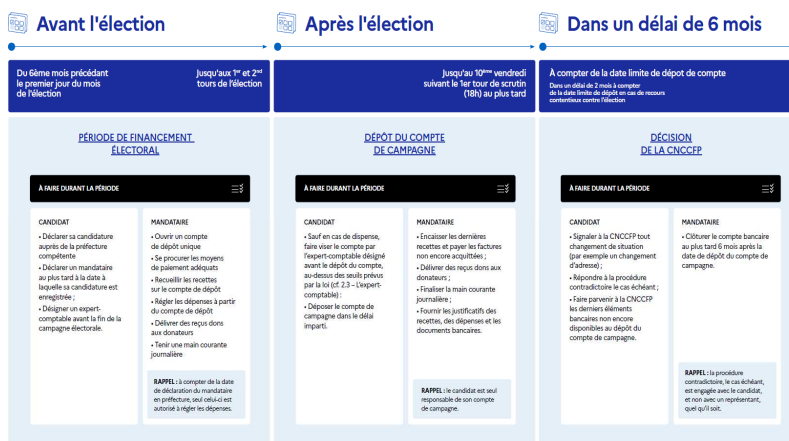 Avant l'élection
Du 6ème mois précédant
le premier jour du mois
de l'élection
Jusqu'aux 1er et 2nd
tours de l'élection
PÉRIODE DE FINANCEMENT
ÉLECTORAL
À FAIRE DURANT LA PÉRIODE
CANDIDAT
• Déclarer sa candidature
auprès de la préfecture
compétente
• Déclarer un mandataire
au plus tard à la date à
laquelle sa candidature est
enregistrée ;
• Désigner un expert-
comptable avant la fin de la
campagne électorale.
MANDATAIRE
• Ouvrir un compte
de dépôt unique
• Se procurer les moyens
de paiement adéquats
• Recueillir les recettes
sur le compte de dépôt
• Régler les dépenses à partir
du compte de dépôt
• Délivrer des reçus dons
aux donateurs
• Tenir une main courante
journalière
RAPPEL : à compter de la date
de déclaration du mandataire
en préfecture, seul celui-ci est
autorisé à régler les dépenses.
Après l'élection
Jusqu'au 10ème vendredi
suivant le 1er tour de scrutin
(18h) au plus tard
DÉPÔT DU COMPTE
DE CAMPAGNE
À FAIRE DURANT LA PÉRIODE
CANDIDAT
• Sauf en cas de dispense,
faire viser le compte par
l'expert-comptable désigné
avant le dépôt du compte,
au-dessus des seuils prévus
par la loi (cf. 2.3 – L'expert-
comptable) :
• Déposer le compte de
campagne dans le délai
imparti.
MANDATAIRE
• Encaisser les dernières
recettes et payer les factures
non encore acquittées ;
• Délivrer des reçus dons aux
donateurs ;
• Finaliser la main courante
journalière ;
• Fournir les justificatifs des
recettes, des dépenses et les
documents bancaires.
RAPPEL : le candidat est seul
responsable de son compte
de campagne.
Dans un délai de 6 mois
À compter de la date limite de dépot de compte
Dans un délai de 2 mois à compter
de la date limite de dépôt en cas de recours
contentieux contre l'élection
DÉCISION
DE LA CNCCFP
À FAIRE DURANT LA PÉRIODE
CANDIDAT
• Signaler à la CNCCFP tout
changement de situation
(par exemple un changement
d'adresse) ;
• Répondre à la procédure
contradictoire le cas échéant ;
• Faire parvenir à la CNCCFP
les derniers éléments
bancaires non encore
disponibles au dépôt du
compte de campagne.
MANDATAIRE
• Clôturer le compte bancaire
au plus tard 6 mois après la
date de dépôt du compte de
campagne.
RAPPEL : la procédure
contradictoire, le cas échéant,
est engagée avec le candidat,
et non avec un représentant,
quel qu'il soit.